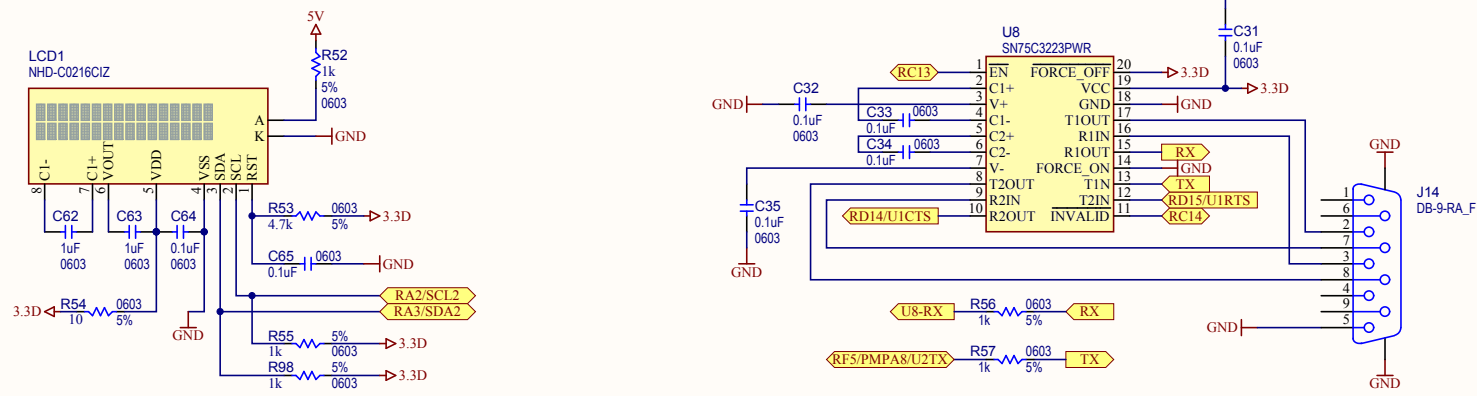 5V
R52
1k
5%
0603
LCD1
NHD-C0216CIZ
A
K
GND
C1-
C1+
VOUT
VDD
VSS
SDA
SCL
RST
8
7
6
5
4
3
2
1
C62
1uF
0603
C63
1uF
0603
C64
0.1uF
0603
R53
4.7k
0603
5%
3.3D
C65
0.1uF
0603
GND
3.3D
R54
10
0603
5%
GND
RA2/SCL2
RA3/SDA2
R55
1k
5%
0603
3.3D
R98
1k
5%
0603
3.3D
C31
0.1uF
0603
U8
SN75C3223PWR
RC13
1 EN
2 C1+
3 V+
4 C1-
5 C2+
6 C2-
7 V-
8 T2OUT
9 R2IN
10 R2OUT
FORCE_OFF 20
VCC 19
GND 18
T1OUT 17
R1IN 16
R1OUT 15
FORCE_ON 14
T1IN 13
T2IN 12
INVALID 11
3.3D
3.3D
GND
RX
GND
TX
RD15/U1RTS
RC14
GND
C32
0.1uF
0603
C33
0.1uF
0603
C34
0.1uF
0603
C35
0.1uF
0603
GND
RD14/U1CTS
U8-RX
R56
1k
0603
5%
RX
RF5/PMPA8/U2TX
R57
1k
0603
5%
TX
GND
J14
DB-9-RA_F
1
6
2
7
3
8
4
9
5
GND
GND